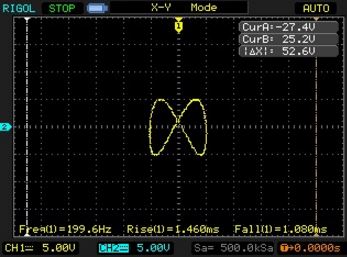 RIGOL STOP X-Y Mode AUTO
1
CurA=-27.4V
CurB= 25.2V
|ΔX|= 52.6V
2
Freq(1)=199.6Hz Rise(1)=1.460ms Fall(1)=1.080ms
CH1 5.00V CH2 5.00V Sa= 500.0kSa T→0.0000s